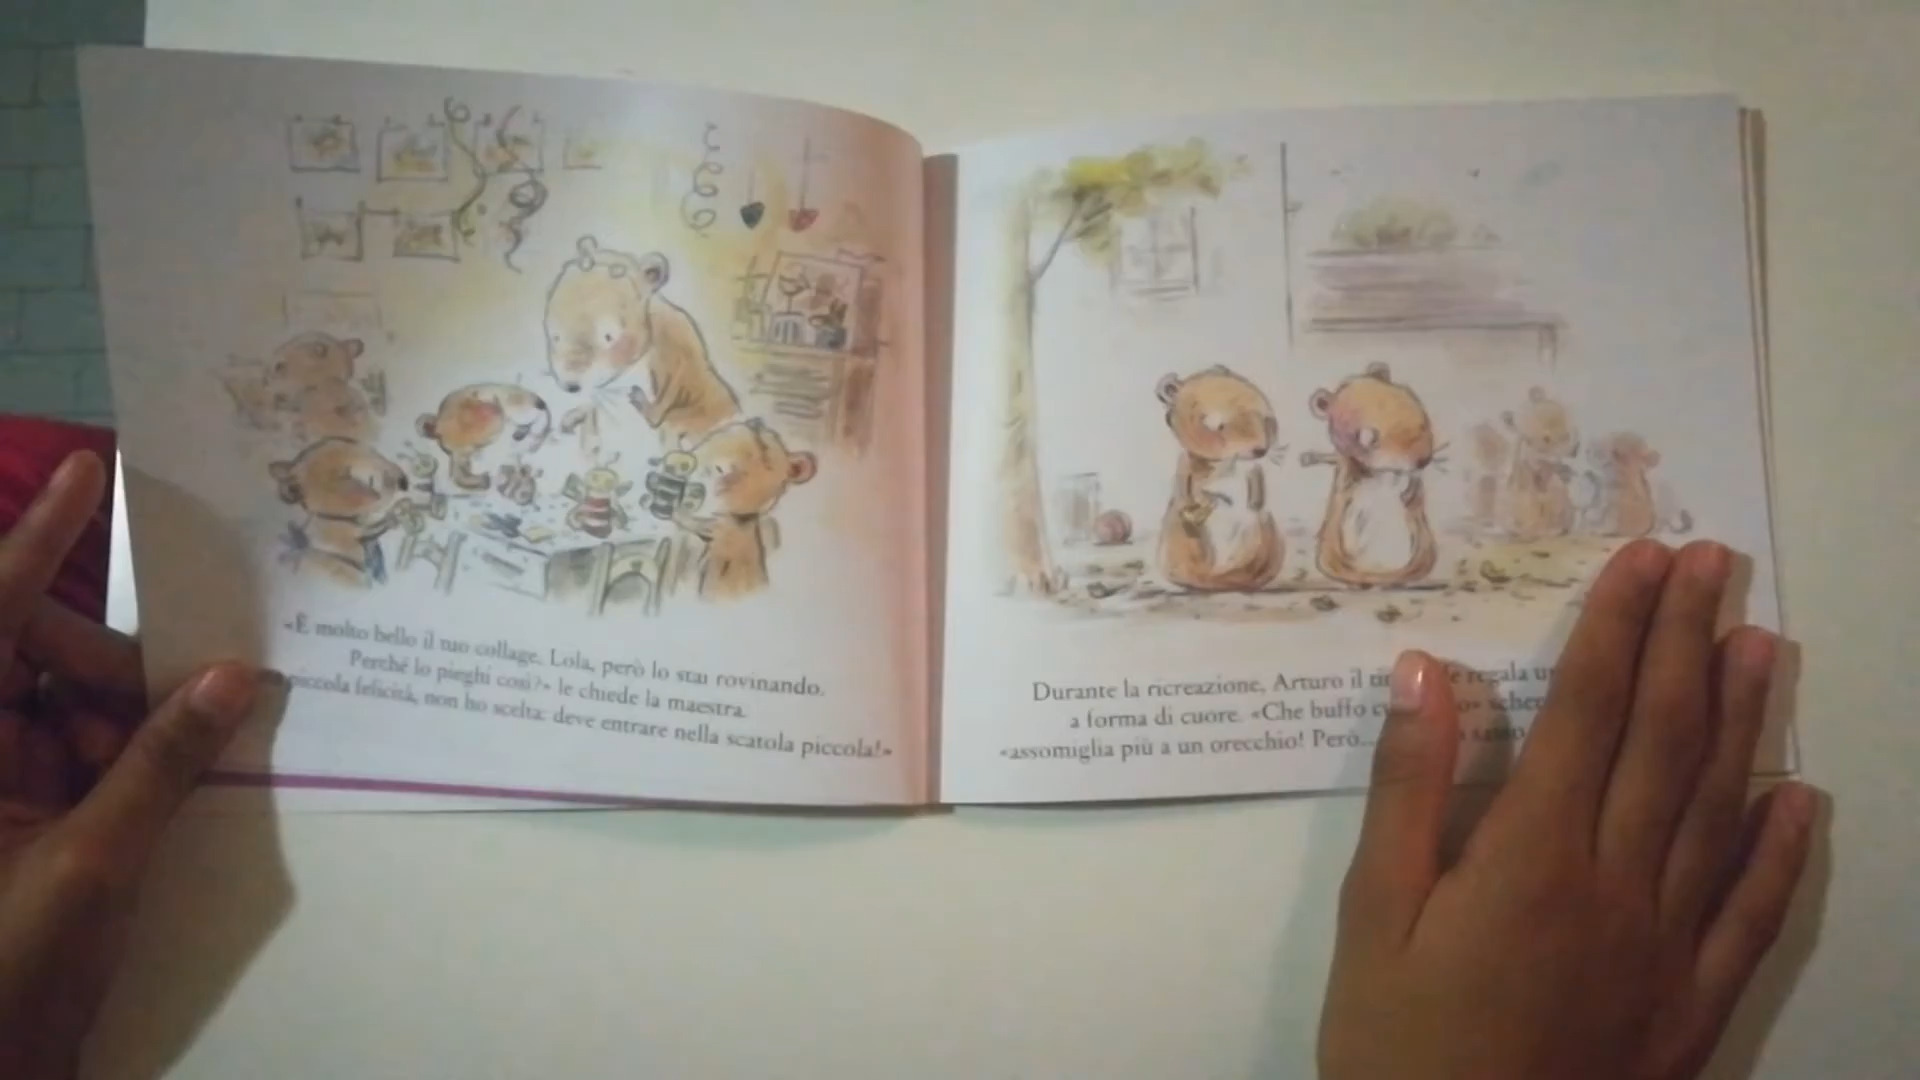 «È molto bello il tuo collage, Lola, però lo stai rovinando.
Perché lo pieghi così?» le chiede la maestra.
piccola felicità, non ho scelta: deve entrare nella scatola piccola!»
Durante la ricreazione, Arturo il regala
a forma di cuore. «Che buffo
«assomiglia più a un orecchio! Però...